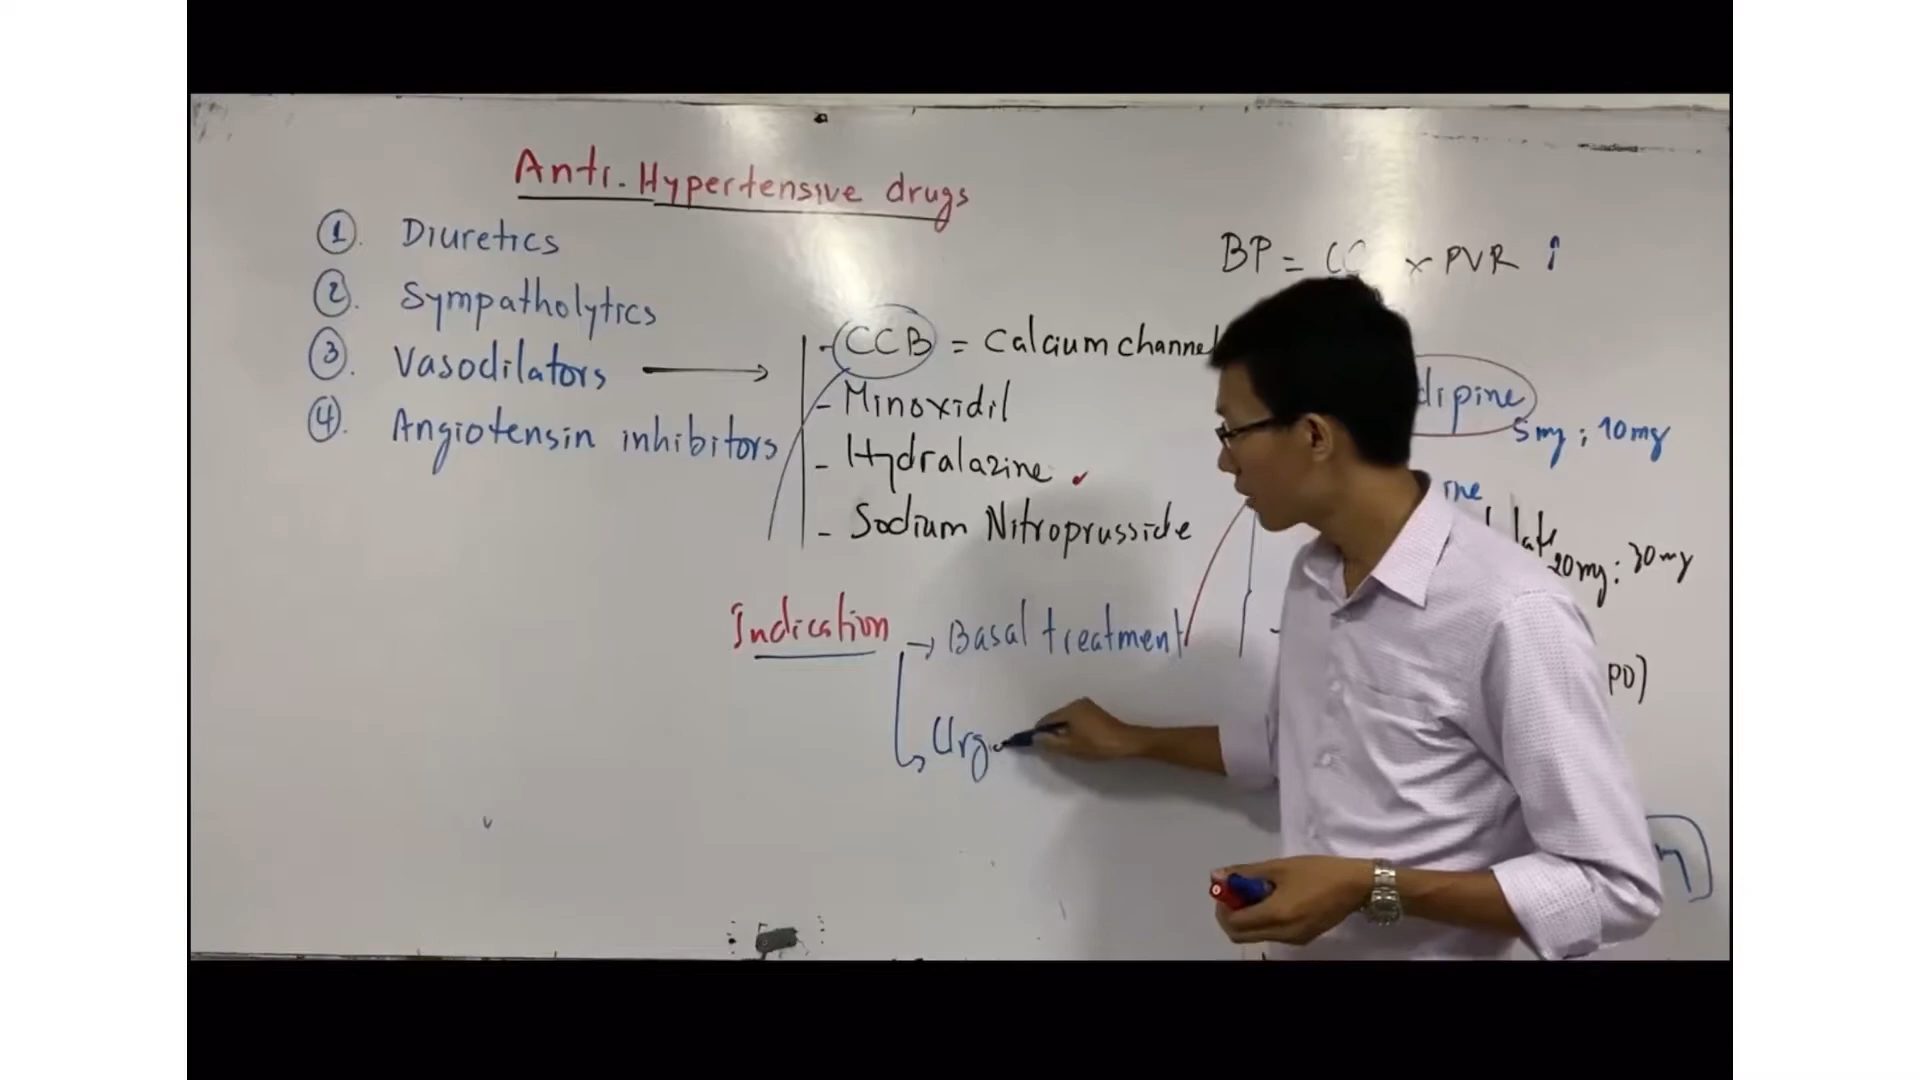 Anti-Hypertensive drugs
1. Diuretics
2. Sympatholytics
3. Vasodilators →
4. Angiotensin inhibitors
BP = CO × PVR
- CCB = Calcium channel
- Minoxidil
- Hydralazine ✓
- Sodium Nitroprusside
dipine
5mg ; 10mg
20mg ; 30mg
PO)
Indication → Basal treatment
↳ Urg